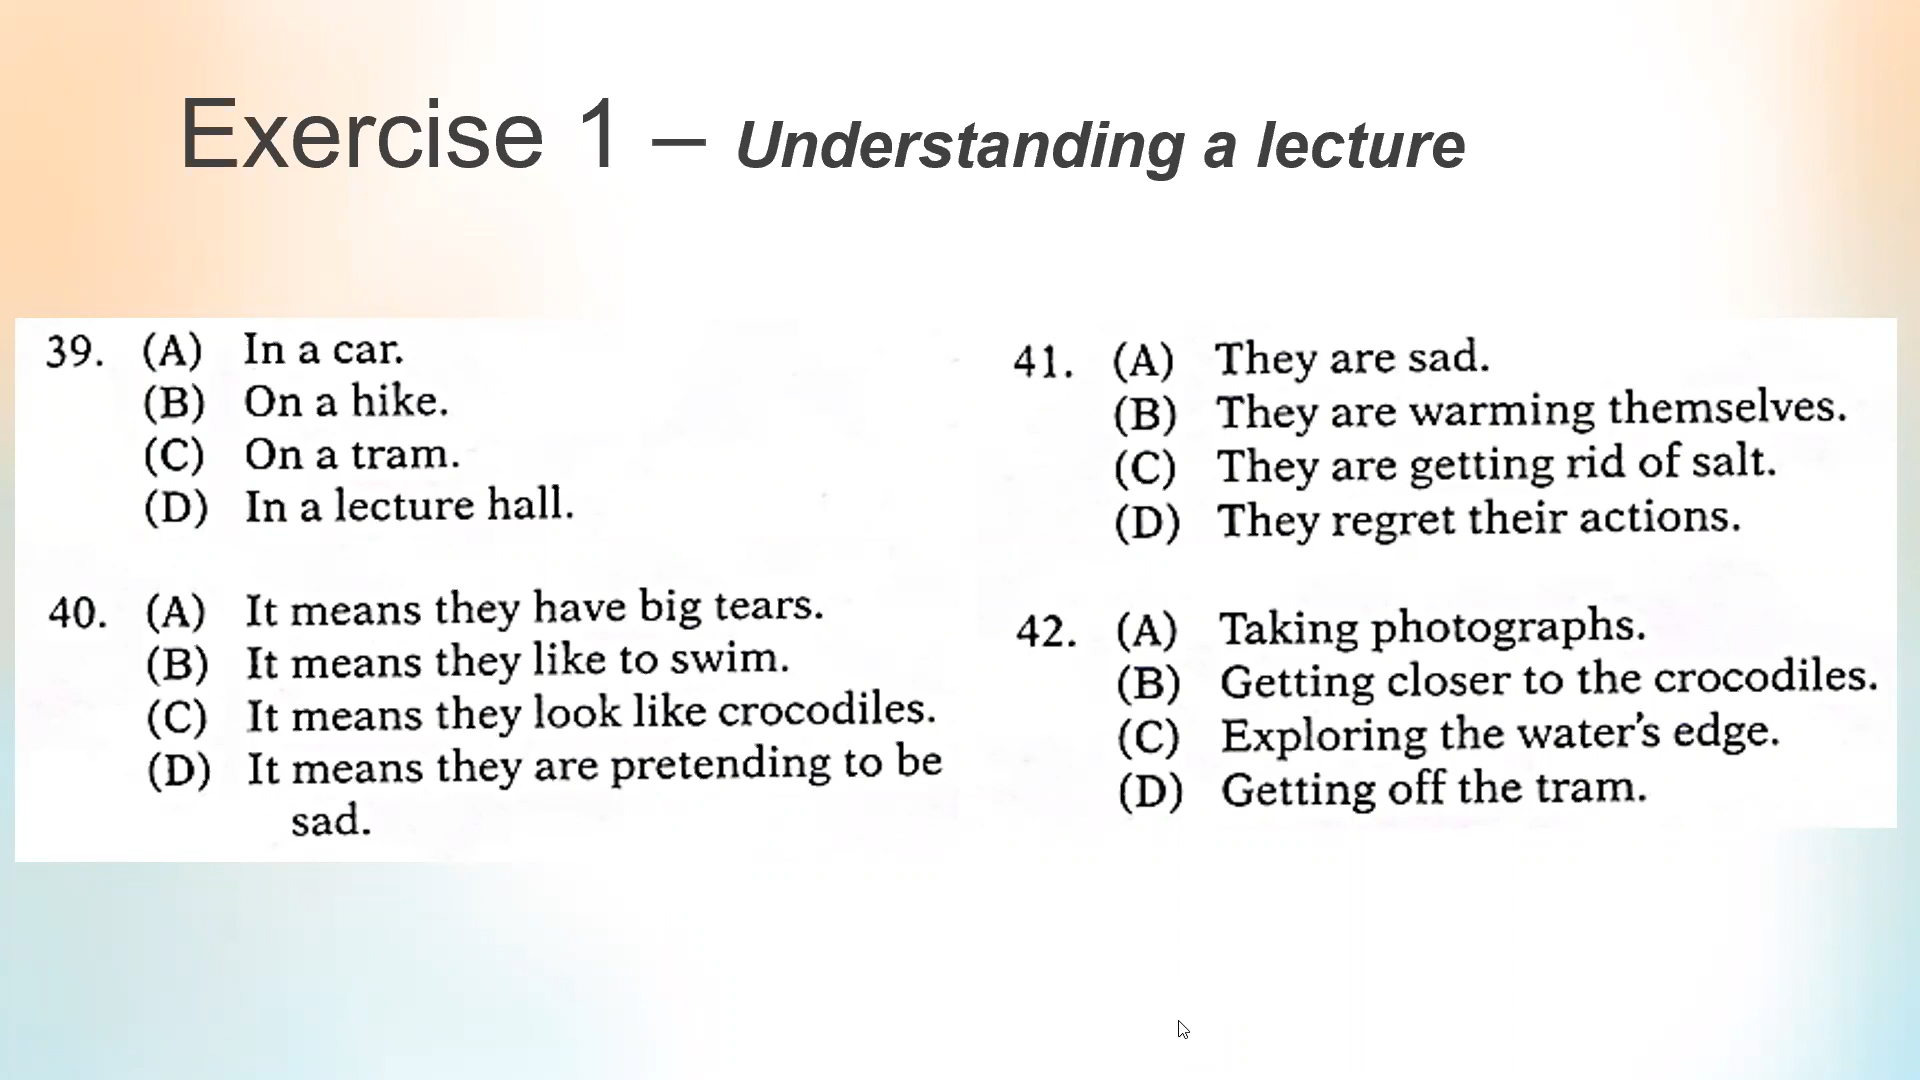 Exercise 1 – Understanding a lecture
39. (A) In a car.
(B) On a hike.
(C) On a tram.
(D) In a lecture hall.
40. (A) It means they have big tears.
(B) It means they like to swim.
(C) It means they look like crocodiles.
(D) It means they are pretending to be
sad.
41. (A) They are sad.
(B) They are warming themselves.
(C) They are getting rid of salt.
(D) They regret their actions.
42. (A) Taking photographs.
(B) Getting closer to the crocodiles.
(C) Exploring the water's edge.
(D) Getting off the tram.